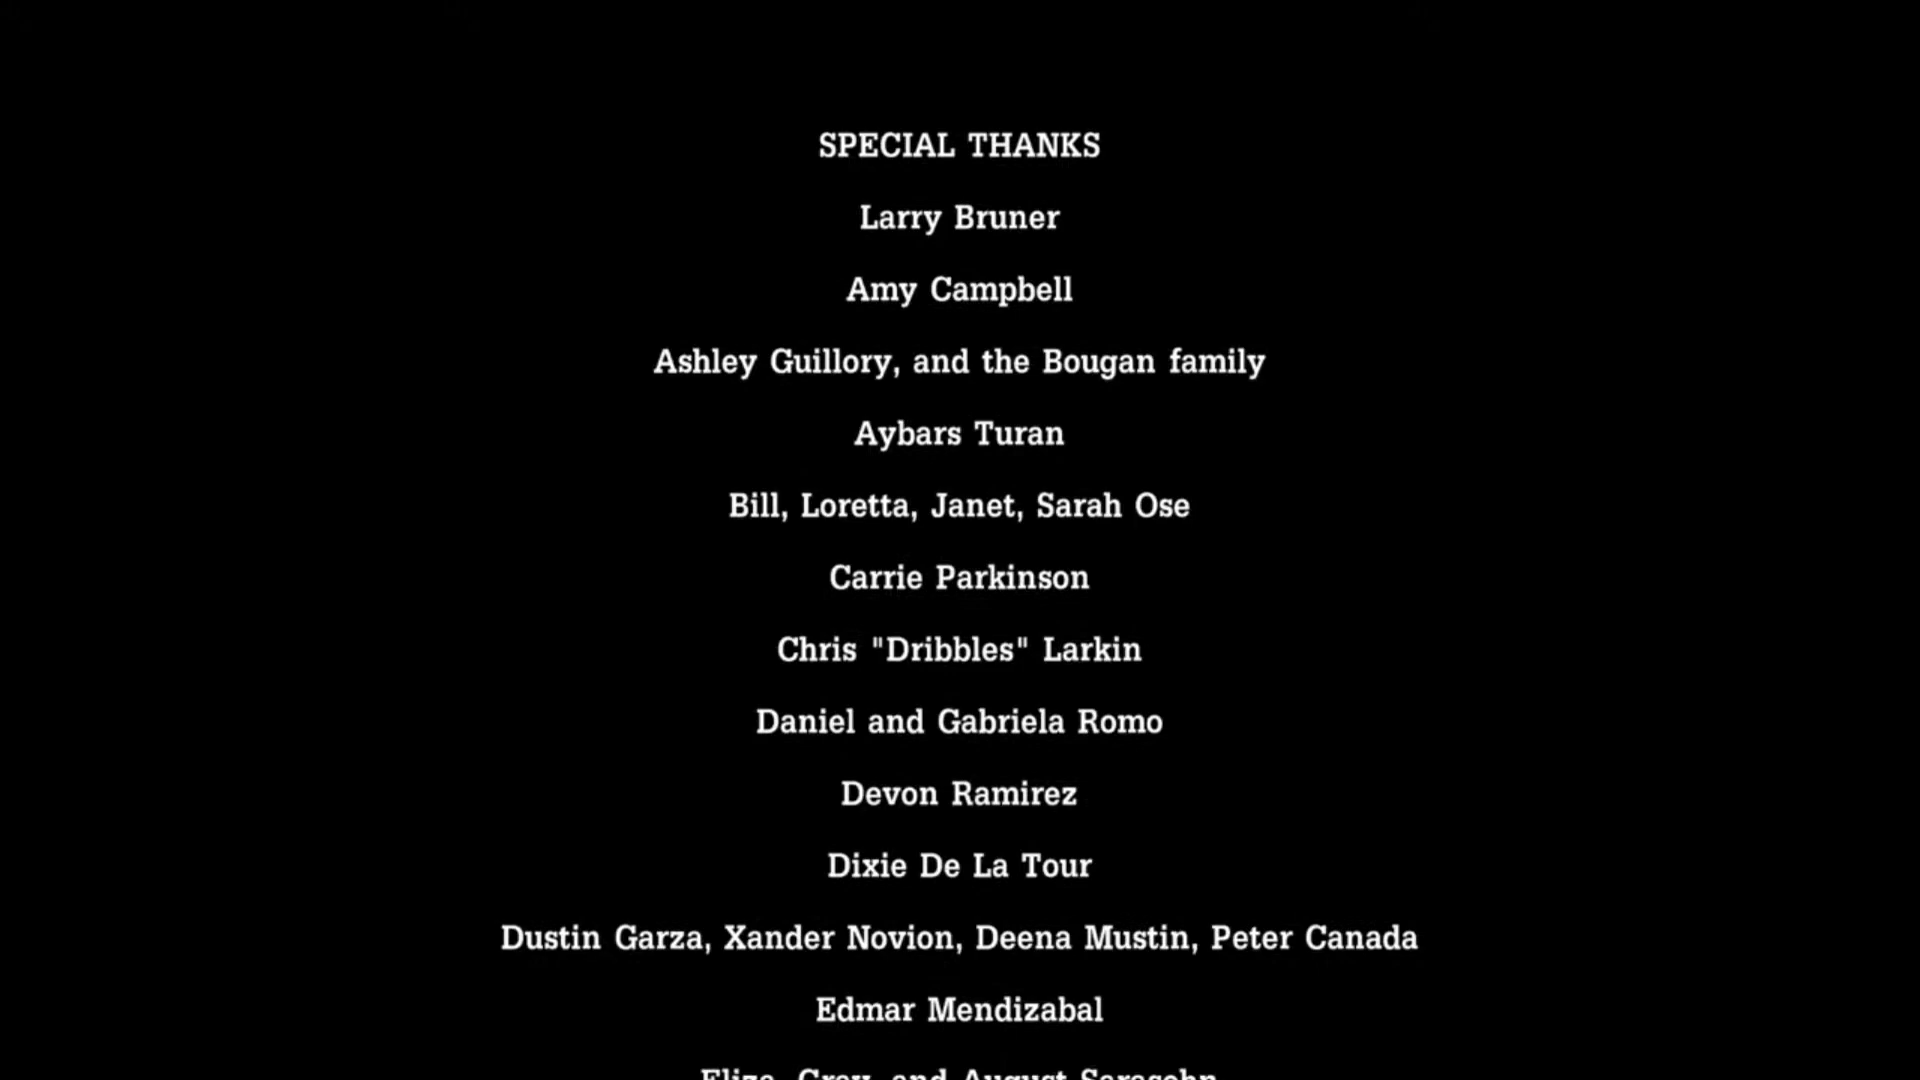 SPECIAL THANKS
Larry Bruner
Amy Campbell
Ashley Guillory, and the Bougan family
Aybars Turan
Bill, Loretta, Janet, Sarah Ose
Carrie Parkinson
Chris "Dribbles" Larkin
Daniel and Gabriela Romo
Devon Ramirez
Dixie De La Tour
Dustin Garza, Xander Novion, Deena Mustin, Peter Canada
Edmar Mendizabal
and August